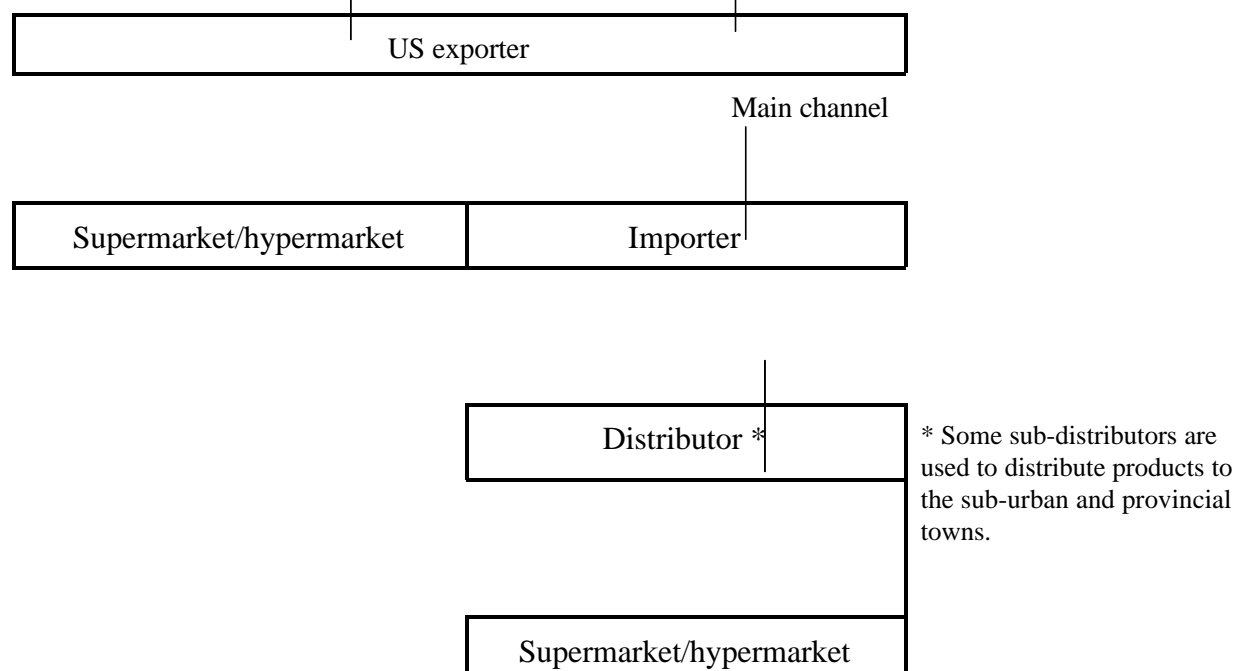 US exporter
Main channel
Supermarket/hypermarket
Importer
Distributor *
* Some sub-distributors are
used to distribute products to
the sub-urban and provincial
towns.
Supermarket/hypermarket